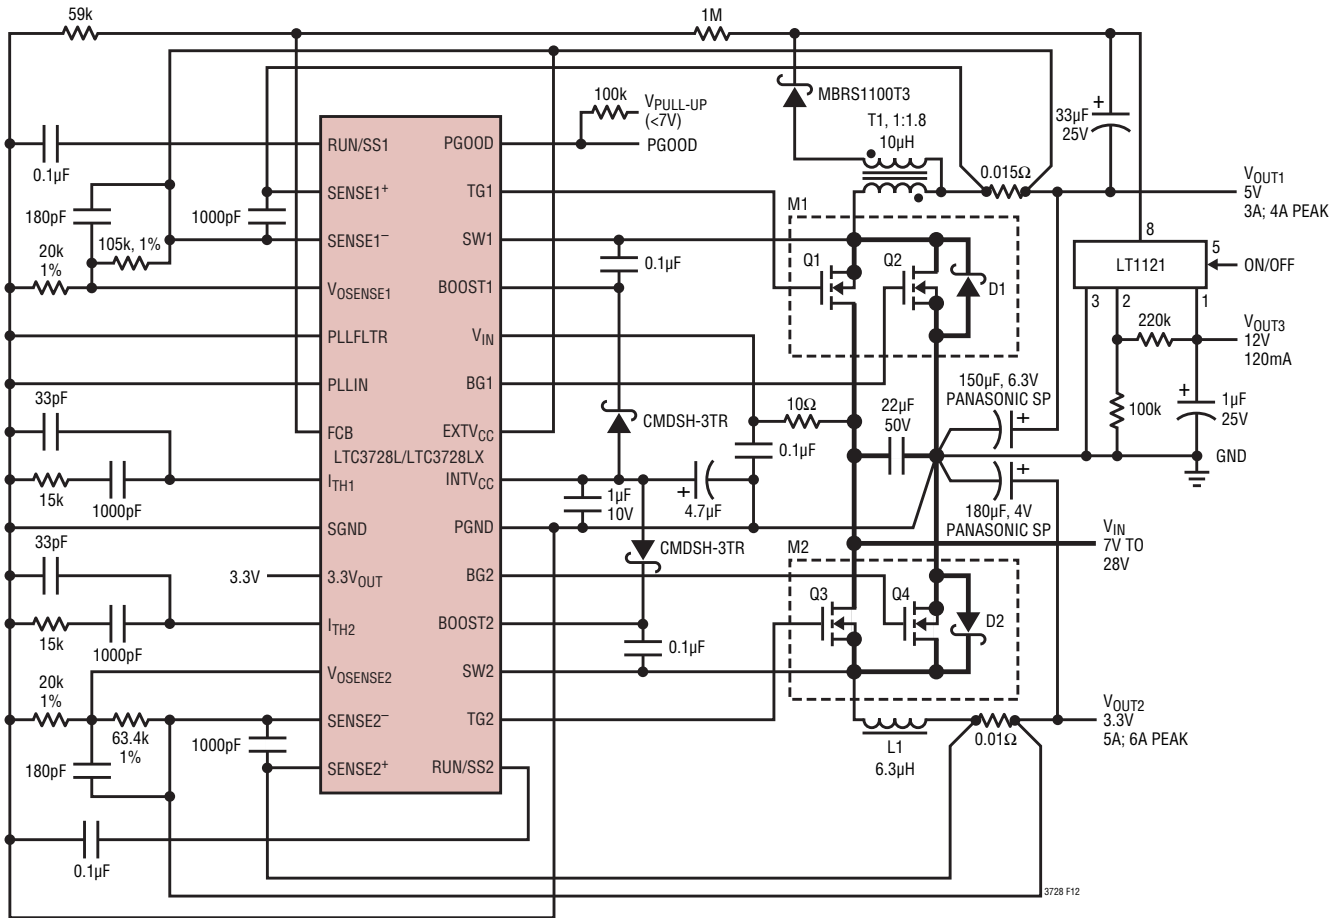 59k
1M
MBRS1100T3
100k
VPULL-UP
(<7V)
PGOOD
T1, 1:1.8
10µH
33µF
25V
+
0.1µF
RUN/SS1
PGOOD
0.015Ω
VOUT1
5V
3A; 4A PEAK
180pF
1000pF
SENSE1+
TG1
M1
105k, 1%
20k
1%
SENSE1−
SW1
0.1µF
Q1
Q2
D1
8
5
LT1121
ON/OFF
3
2
1
VOSENSE1
BOOST1
PLLFLTR
VIN
220k
VOUT3
12V
120mA
PLLIN
BG1
33pF
CMDSH-3TR
10Ω
22µF
50V
150µF, 6.3V
PANASONIC SP
+
100k
+
1µF
25V
FCB
EXTVCC
0.1µF
LTC3728L/LTC3728LX
GND
15k
1000pF
ITH1
INTVCC
1µF
10V
+
4.7µF
+
180µF, 4V
PANASONIC SP
SGND
PGND
33pF
CMDSH-3TR
M2
VIN
7V TO
28V
3.3V
3.3VOUT
BG2
Q3
Q4
D2
15k
1000pF
ITH2
BOOST2
0.1µF
VOSENSE2
SW2
20k
1%
63.4k
1%
SENSE2−
TG2
L1
6.3µH
0.01Ω
VOUT2
3.3V
5A; 6A PEAK
180pF
1000pF
SENSE2+
RUN/SS2
0.1µF
3728 F12